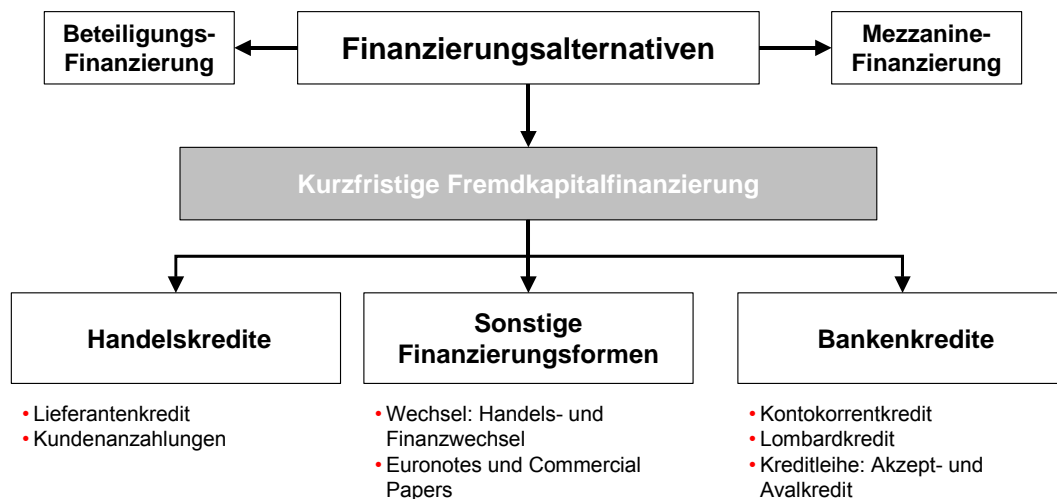 Beteiligungs-
Finanzierung
Finanzierungsalternativen
Mezzanine-
Finanzierung
Kurzfristige Fremdkapitalfinanzierung
Handelskredite
Sonstige
Finanzierungsformen
Bankenkredite
• Lieferantenkredit
• Kundenanzahlungen
• Wechsel: Handels- und
Finanzwechsel
• Euronotes und Commercial
Papers
• Kontokorrentkredit
• Lombardkredit
• Kreditleihe: Akzept- und
Avalkredit